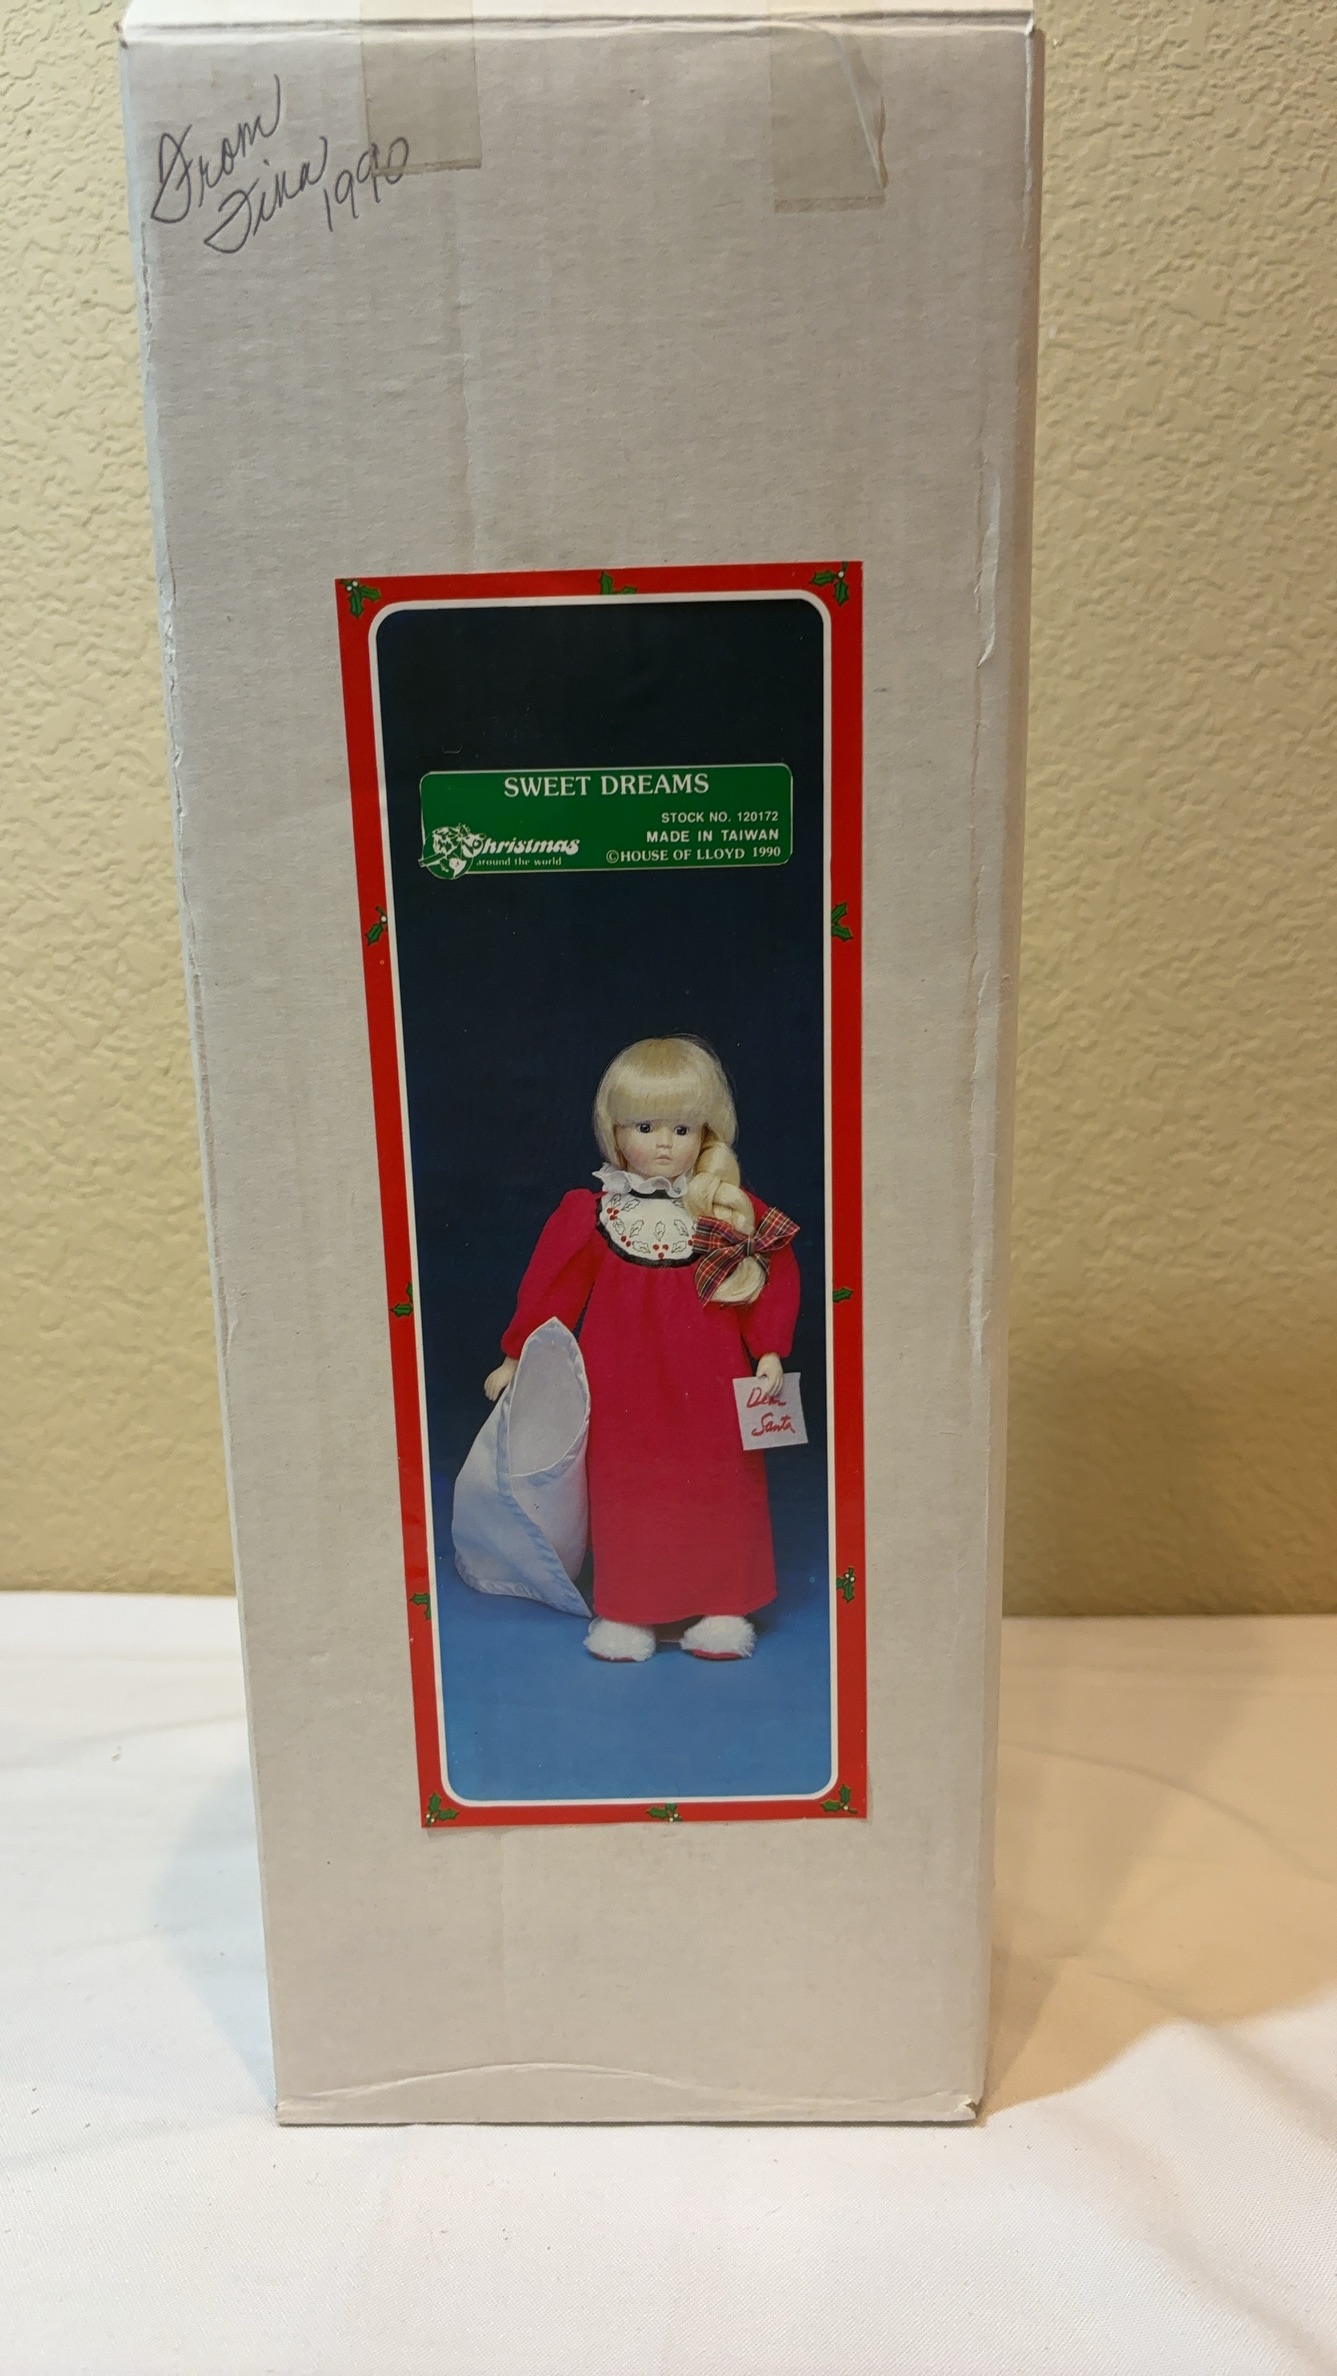 From
Tina 1990
SWEET DREAMS
STOCK NO. 120172
MADE IN TAIWAN
©HOUSE OF LLOYD 1990
Christmas
around the world
Dear
Santa